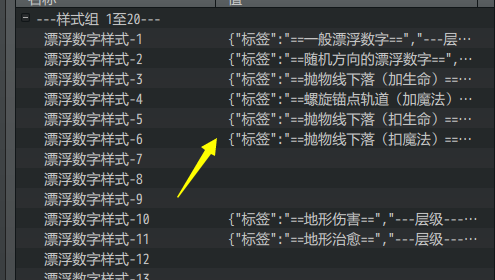 名称 值
---样式组 1至20---
漂浮数字样式-1 {"标签":"==一般漂浮数字==","---层…
漂浮数字样式-2 {"标签":"==随机方向的漂浮数字==",…
漂浮数字样式-3 {"标签":"==抛物线下落（加生命）==…
漂浮数字样式-4 {"标签":"==螺旋锚点轨道（加魔法）…
漂浮数字样式-5 {"标签":"==抛物线下落（扣生命）==…
漂浮数字样式-6 {"标签":"==抛物线下落（扣魔法）==…
漂浮数字样式-7
漂浮数字样式-8
漂浮数字样式-9
漂浮数字样式-10 {"标签":"==地形伤害==","---层级---…
漂浮数字样式-11 {"标签":"==地形治愈==","---层级---…
漂浮数字样式-12
漂浮数字样式-13